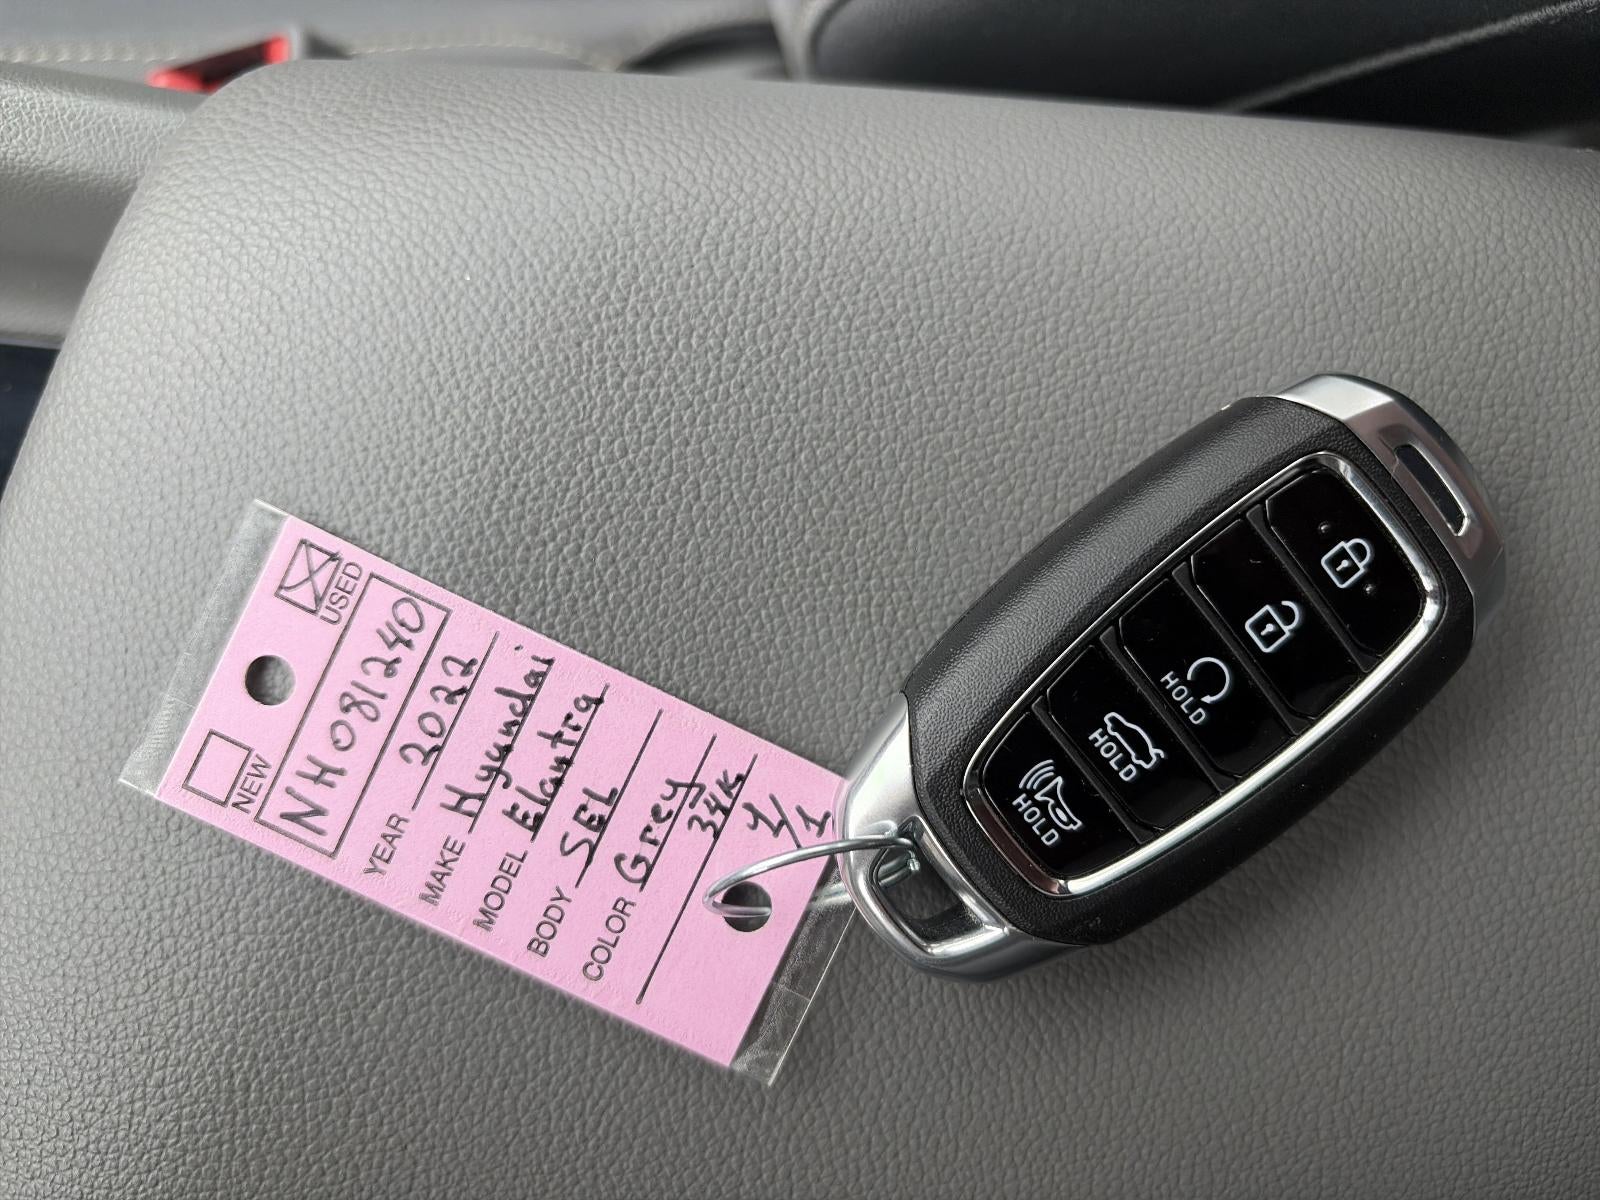 USED
NEW
NH081240
YEAR 2022
MAKE Hyundai
MODEL Elantra
BODY SEL
COLOR Grey
34k
1/1
HOLD
HOLD
HOLD